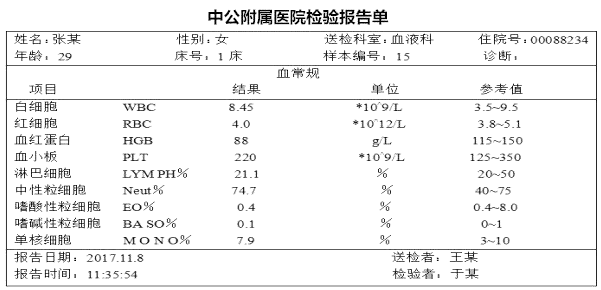 中公附属医院检验报告单
姓名：张某 性别：女 送检科室：血液科 住院号：00088234
年龄：29 床号：1 床 样本编号：15 诊断：
血常规
项目 结果 单位 参考值
白细胞 WBC 8.45 *10^9/L 3.5~9.5
红细胞 RBC 4.0 *10^12/L 3.8~5.1
血红蛋白 HGB 88 g/L 115~150
血小板 PLT 220 *10^9/L 125~350
淋巴细胞 LYMPH% 21.1 % 20~50
中性粒细胞 Neut% 74.7 % 40~75
嗜酸性粒细胞 EO% 0.4 % 0.4~8.0
嗜碱性粒细胞 BASO% 0.1 % 0~1
单核细胞 MONO% 7.9 % 3~10
报告日期：2017.11.8 送检者：王某
报告时间：11:35:54 检验者：于某